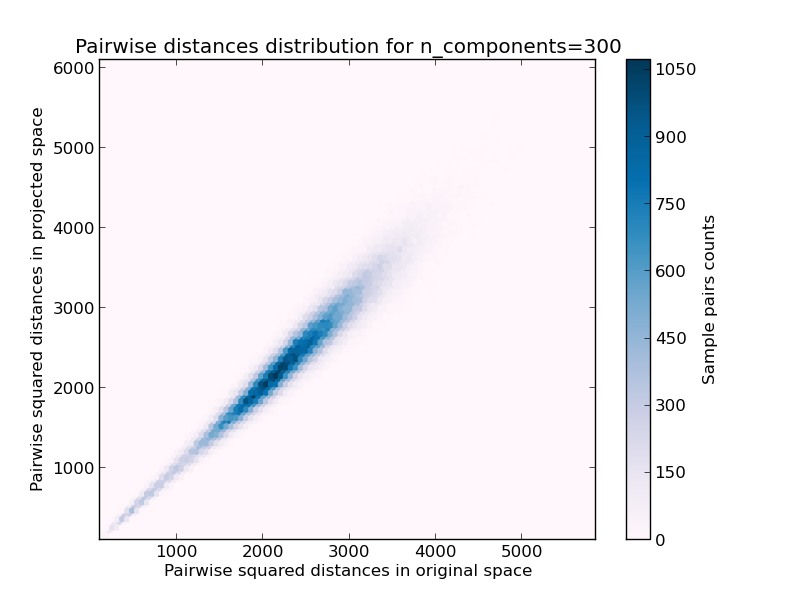 Pairwise distances distribution for n_components=300
Pairwise squared distances in projected space
6000
5000
4000
3000
2000
1000
1000 2000 3000 4000 5000
Pairwise squared distances in original space
1050
900
750
600
450
300
150
0
Sample pairs counts